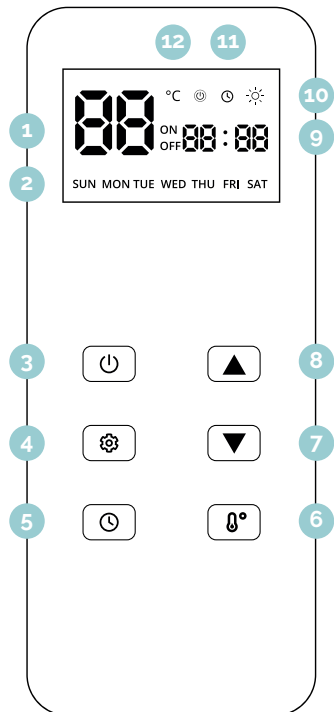 12 11
88 °C 10
1 ON 88:88 9
OFF
2 SUN MON TUE WED THU FRI SAT
3 8
4 7
5 6